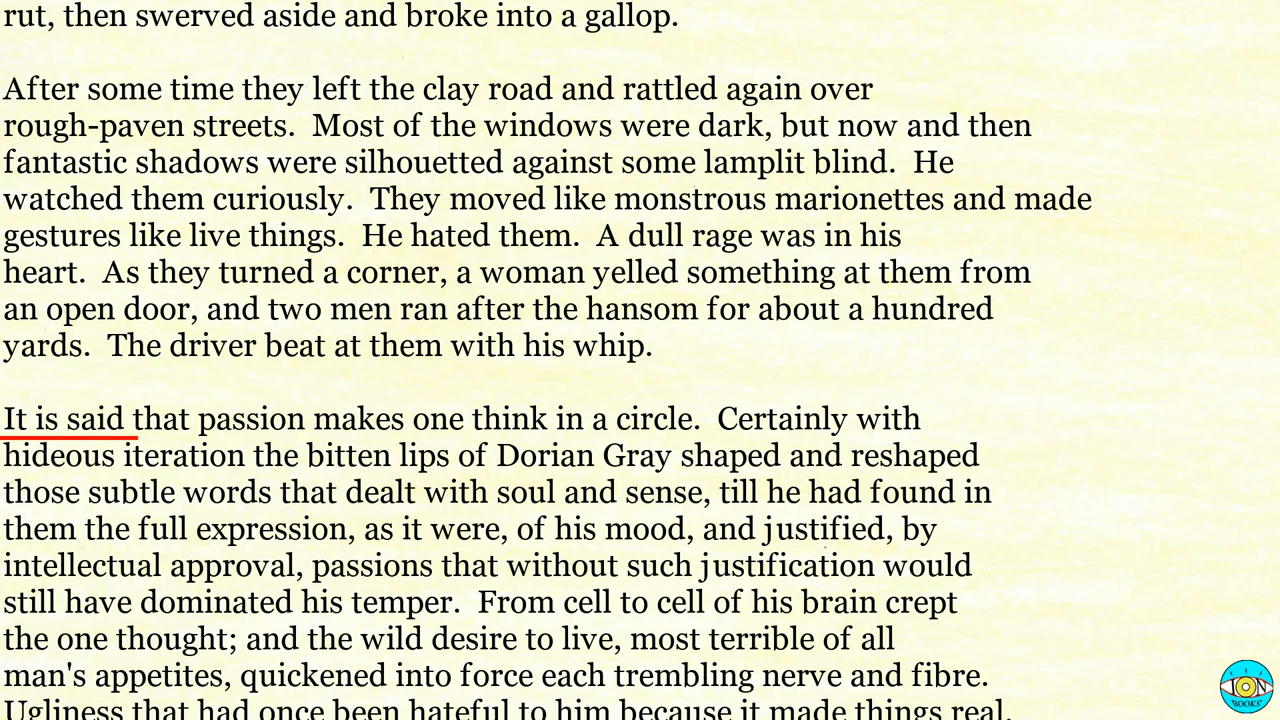 rut, then swerved aside and broke into a gallop.
After some time they left the clay road and rattled again over
rough-paven streets.  Most of the windows were dark, but now and then
fantastic shadows were silhouetted against some lamplit blind.  He
watched them curiously.  They moved like monstrous marionettes and made
gestures like live things.  He hated them.  A dull rage was in his
heart.  As they turned a corner, a woman yelled something at them from
an open door, and two men ran after the hansom for about a hundred
yards.  The driver beat at them with his whip.
It is said that passion makes one think in a circle.  Certainly with
hideous iteration the bitten lips of Dorian Gray shaped and reshaped
those subtle words that dealt with soul and sense, till he had found in
them the full expression, as it were, of his mood, and justified, by
intellectual approval, passions that without such justification would
still have dominated his temper.  From cell to cell of his brain crept
the one thought; and the wild desire to live, most terrible of all
man's appetites, quickened into force each trembling nerve and fibre.
Ugliness that had once been hateful to him because it made things real,
ION
BOOKS